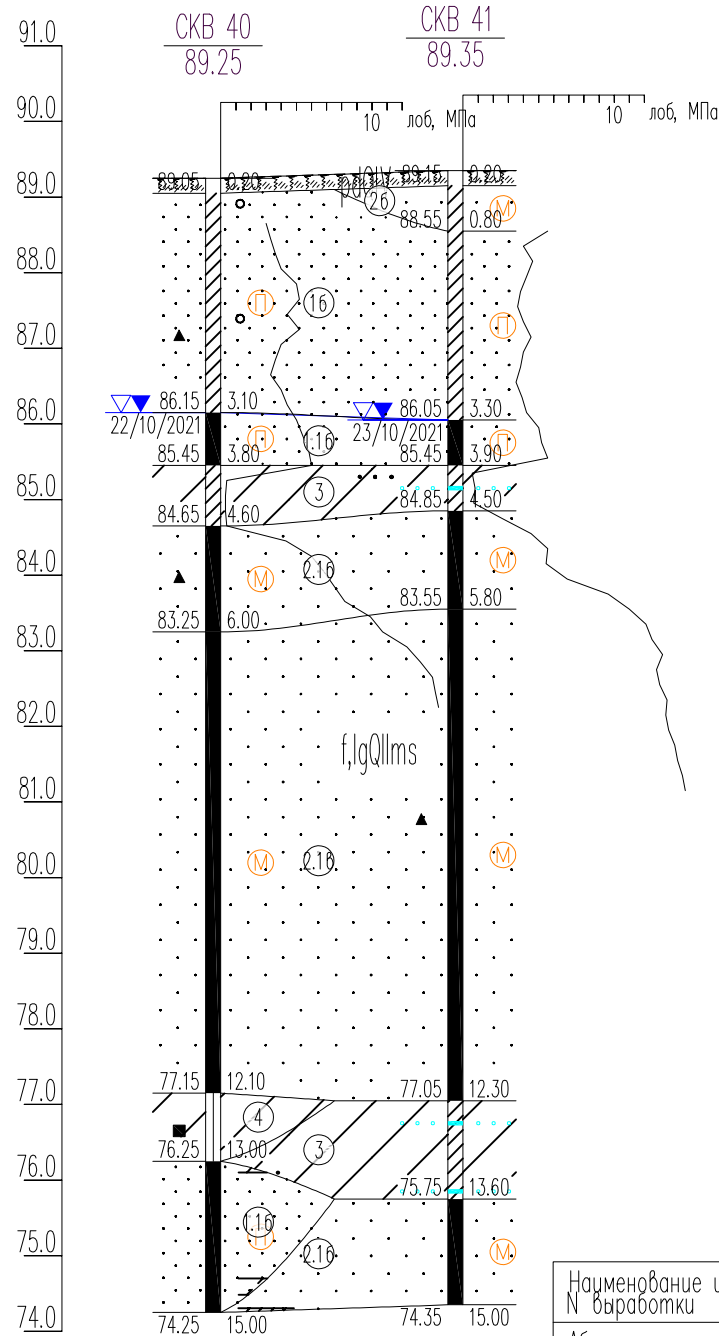 СКВ 40
89.25
СКВ 41
89.35
91.0
90.0
89.0
88.0
87.0
86.0
85.0
84.0
83.0
82.0
81.0
80.0
79.0
78.0
77.0
76.0
75.0
74.0
10 лоб, МПа
10 лоб, МПа
89.05 0.20
pdQIV
89.15 0.20
2б
М
88.55 0.80
П
1б
П
86.15 3.10
22/10/2021
86.05 3.30
23/10/2021
П
1.1б
П
85.45 3.80
85.45 3.90
3
84.65 4.60
84.85 4.50
М
2.1б
М
83.25 6.00
83.55 5.80
f,lgQIIms
М
2.1б
М
77.15 12.10
77.05 12.30
4
3
76.25 13.00
75.75 13.60
1.1б
П
2.1б
М
74.25 15.00
74.35 15.00
Наименование и
N выработки